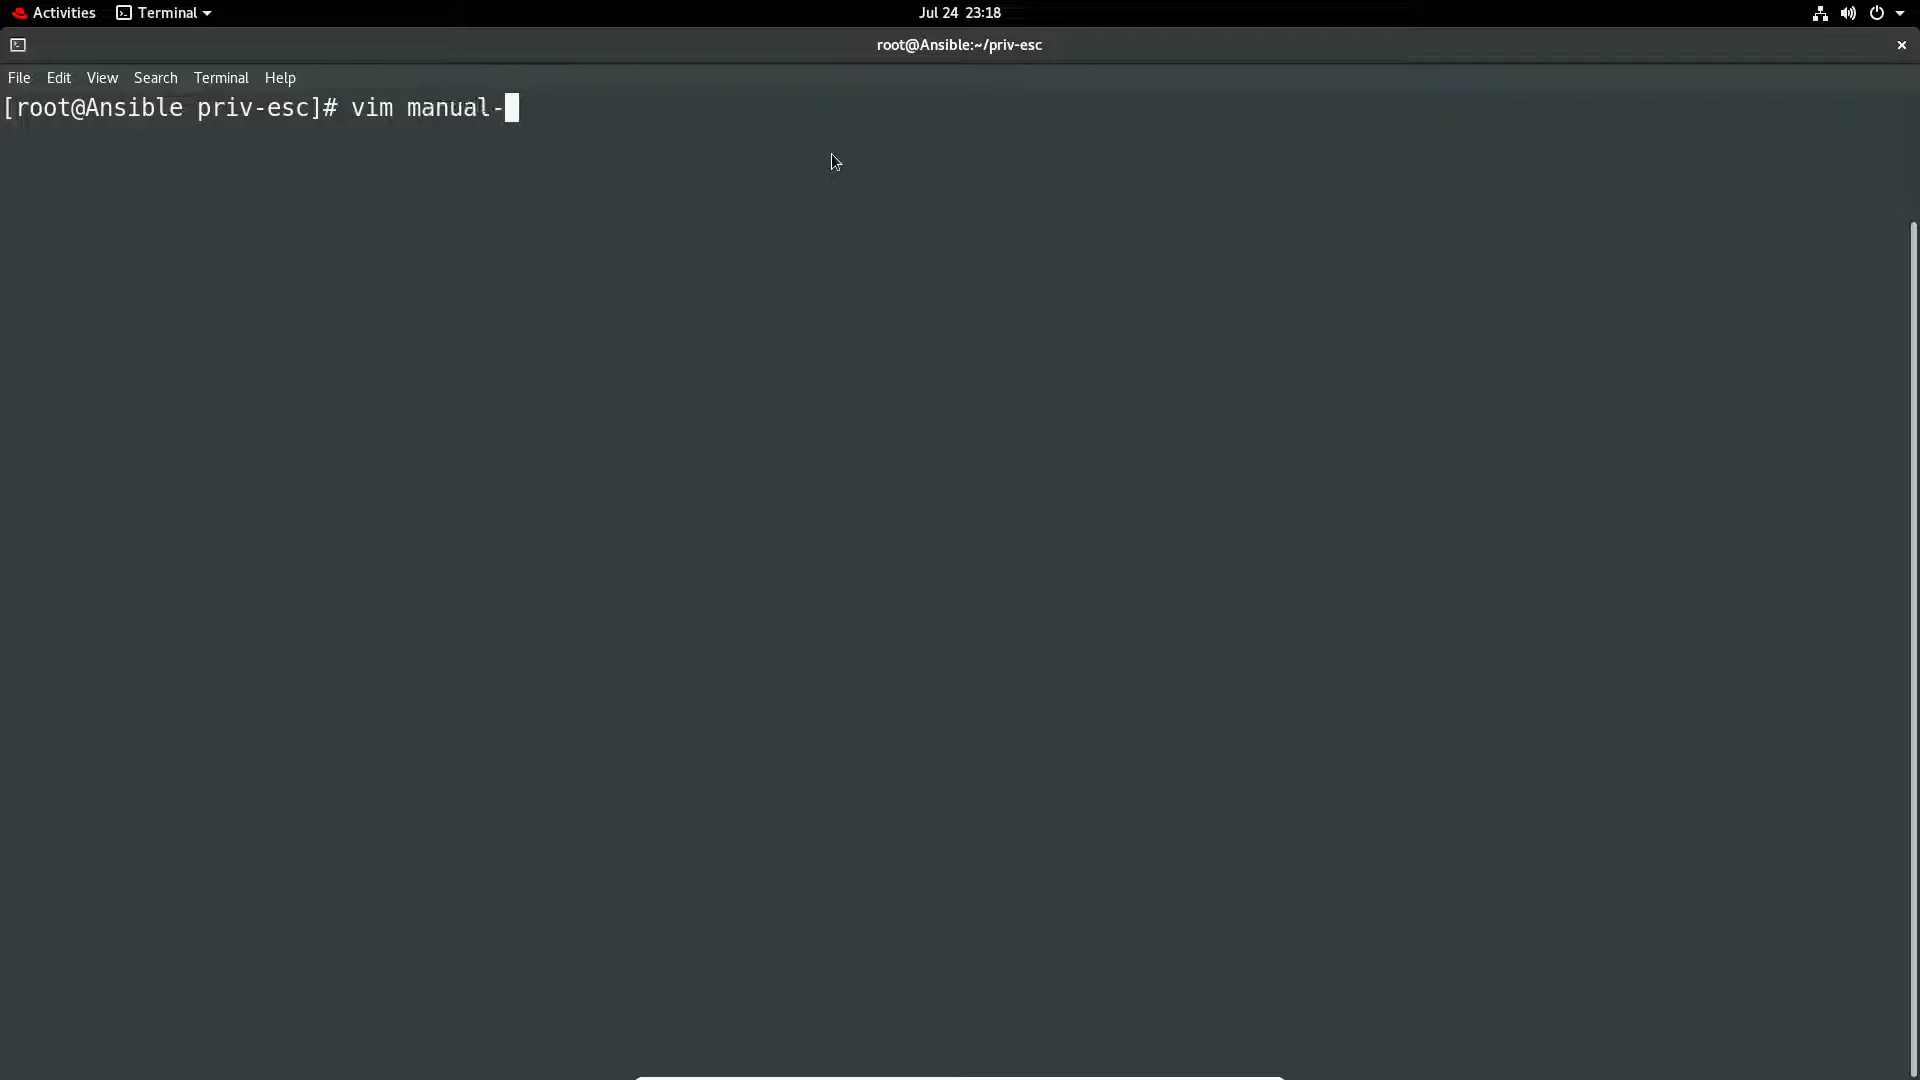 Activities Terminal Jul 24 23:18
root@Ansible:~/priv-esc
File Edit View Search Terminal Help
[root@Ansible priv-esc]# vim manual-